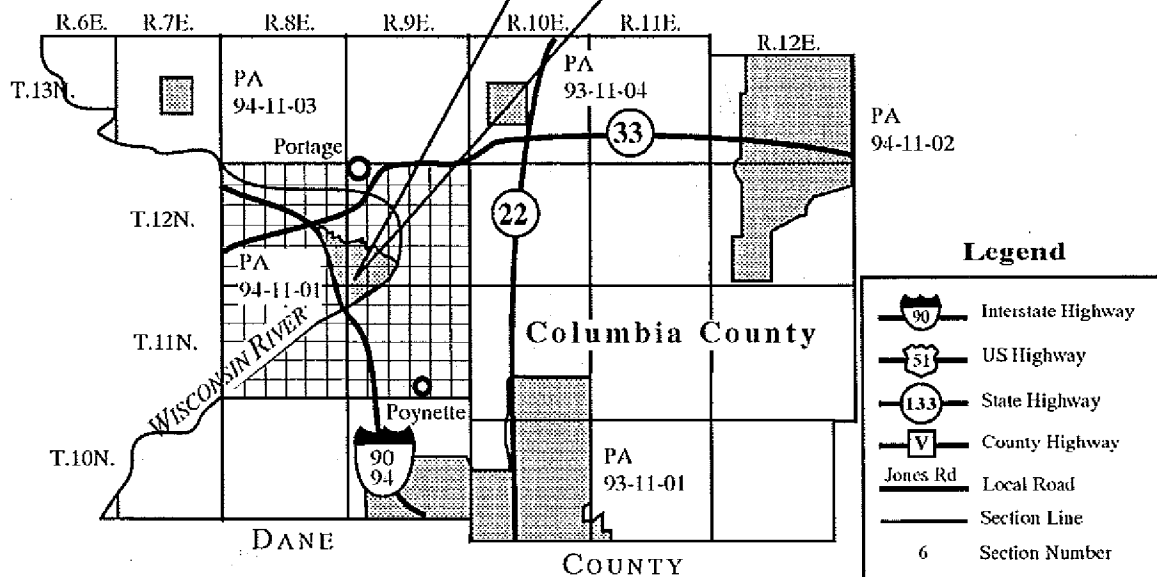 R.6E. R.7E. R.8E. R.9E. R.10E. R.11E. R.12E.
T.13N.
PA
94-11-03
PA
93-11-04
PA
94-11-02
33
Portage
22
T.12N.
PA
94-11-01
T.11N.
WISCONSIN RIVER
Columbia County
Poynette
90
94
T.10N.
PA
93-11-01
DANE
COUNTY
Legend
90 Interstate Highway
51 US Highway
133 State Highway
V County Highway
Jones Rd Local Road
Section Line
6 Section Number